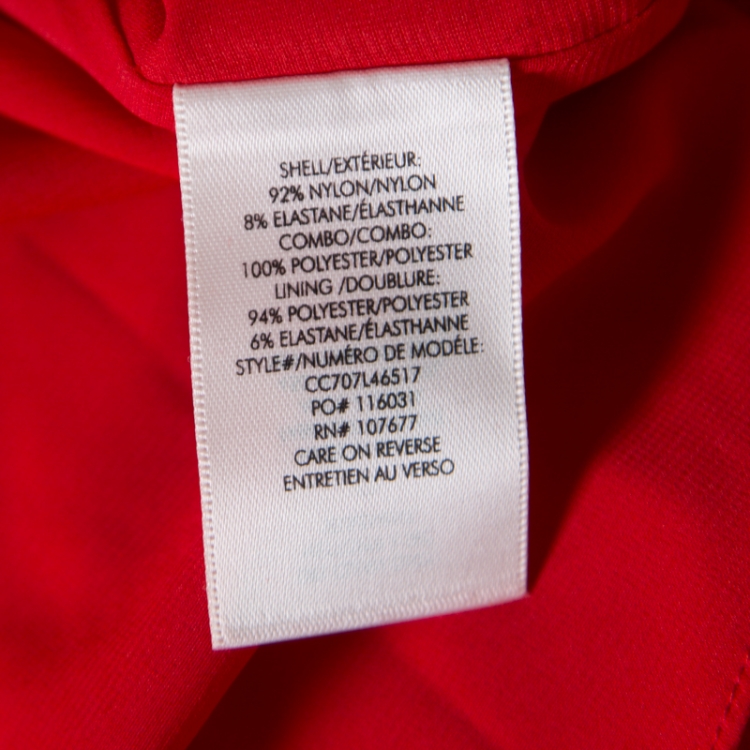 SHELL/EXTÉRIEUR:
92% NYLON/NYLON
8% ELASTANE/ÉLASTHANNE
COMBO/COMBO:
100% POLYESTER/POLYESTER
LINING /DOUBLURE:
94% POLYESTER/POLYESTER
6% ELASTANE/ÉLASTHANNE
STYLE#/NUMÉRO DE MODÉLE:
CC707L46517
PO# 116031
RN# 107677
CARE ON REVERSE
ENTRETIEN AU VERSO